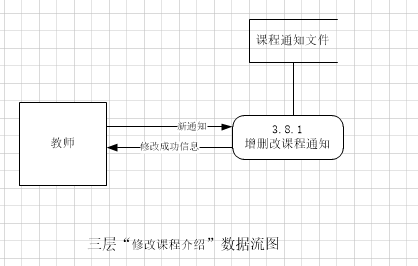 课程通知文件
教师
新通知
修改成功信息
3.8.1
增删改课程通知
三层“修改课程介绍”数据流图